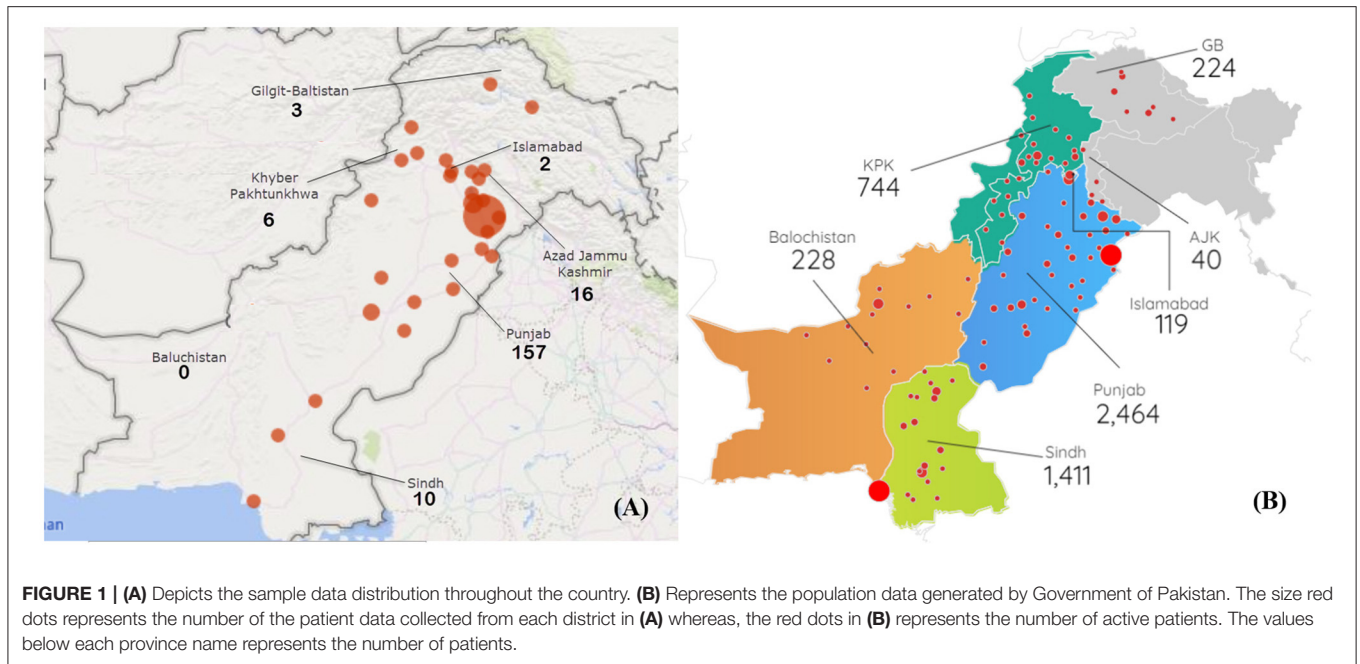 Gilgit-Baltistan
3
Islamabad
2
Khyber
Pakhtunkhwa
6
Azad Jammu
Kashmir
16
Punjab
157
Baluchistan
0
Sindh
10
an
(A)
GB
224
KPK
744
Balochistan
228
AJK
40
Islamabad
119
Punjab
2,464
Sindh
1,411
(B)
FIGURE 1 | (A) Depicts the sample data distribution throughout the country. (B) Represents the population data generated by Government of Pakistan. The size red
dots represents the number of the patient data collected from each district in (A) whereas, the red dots in (B) represents the number of active patients. The values
below each province name represents the number of patients.